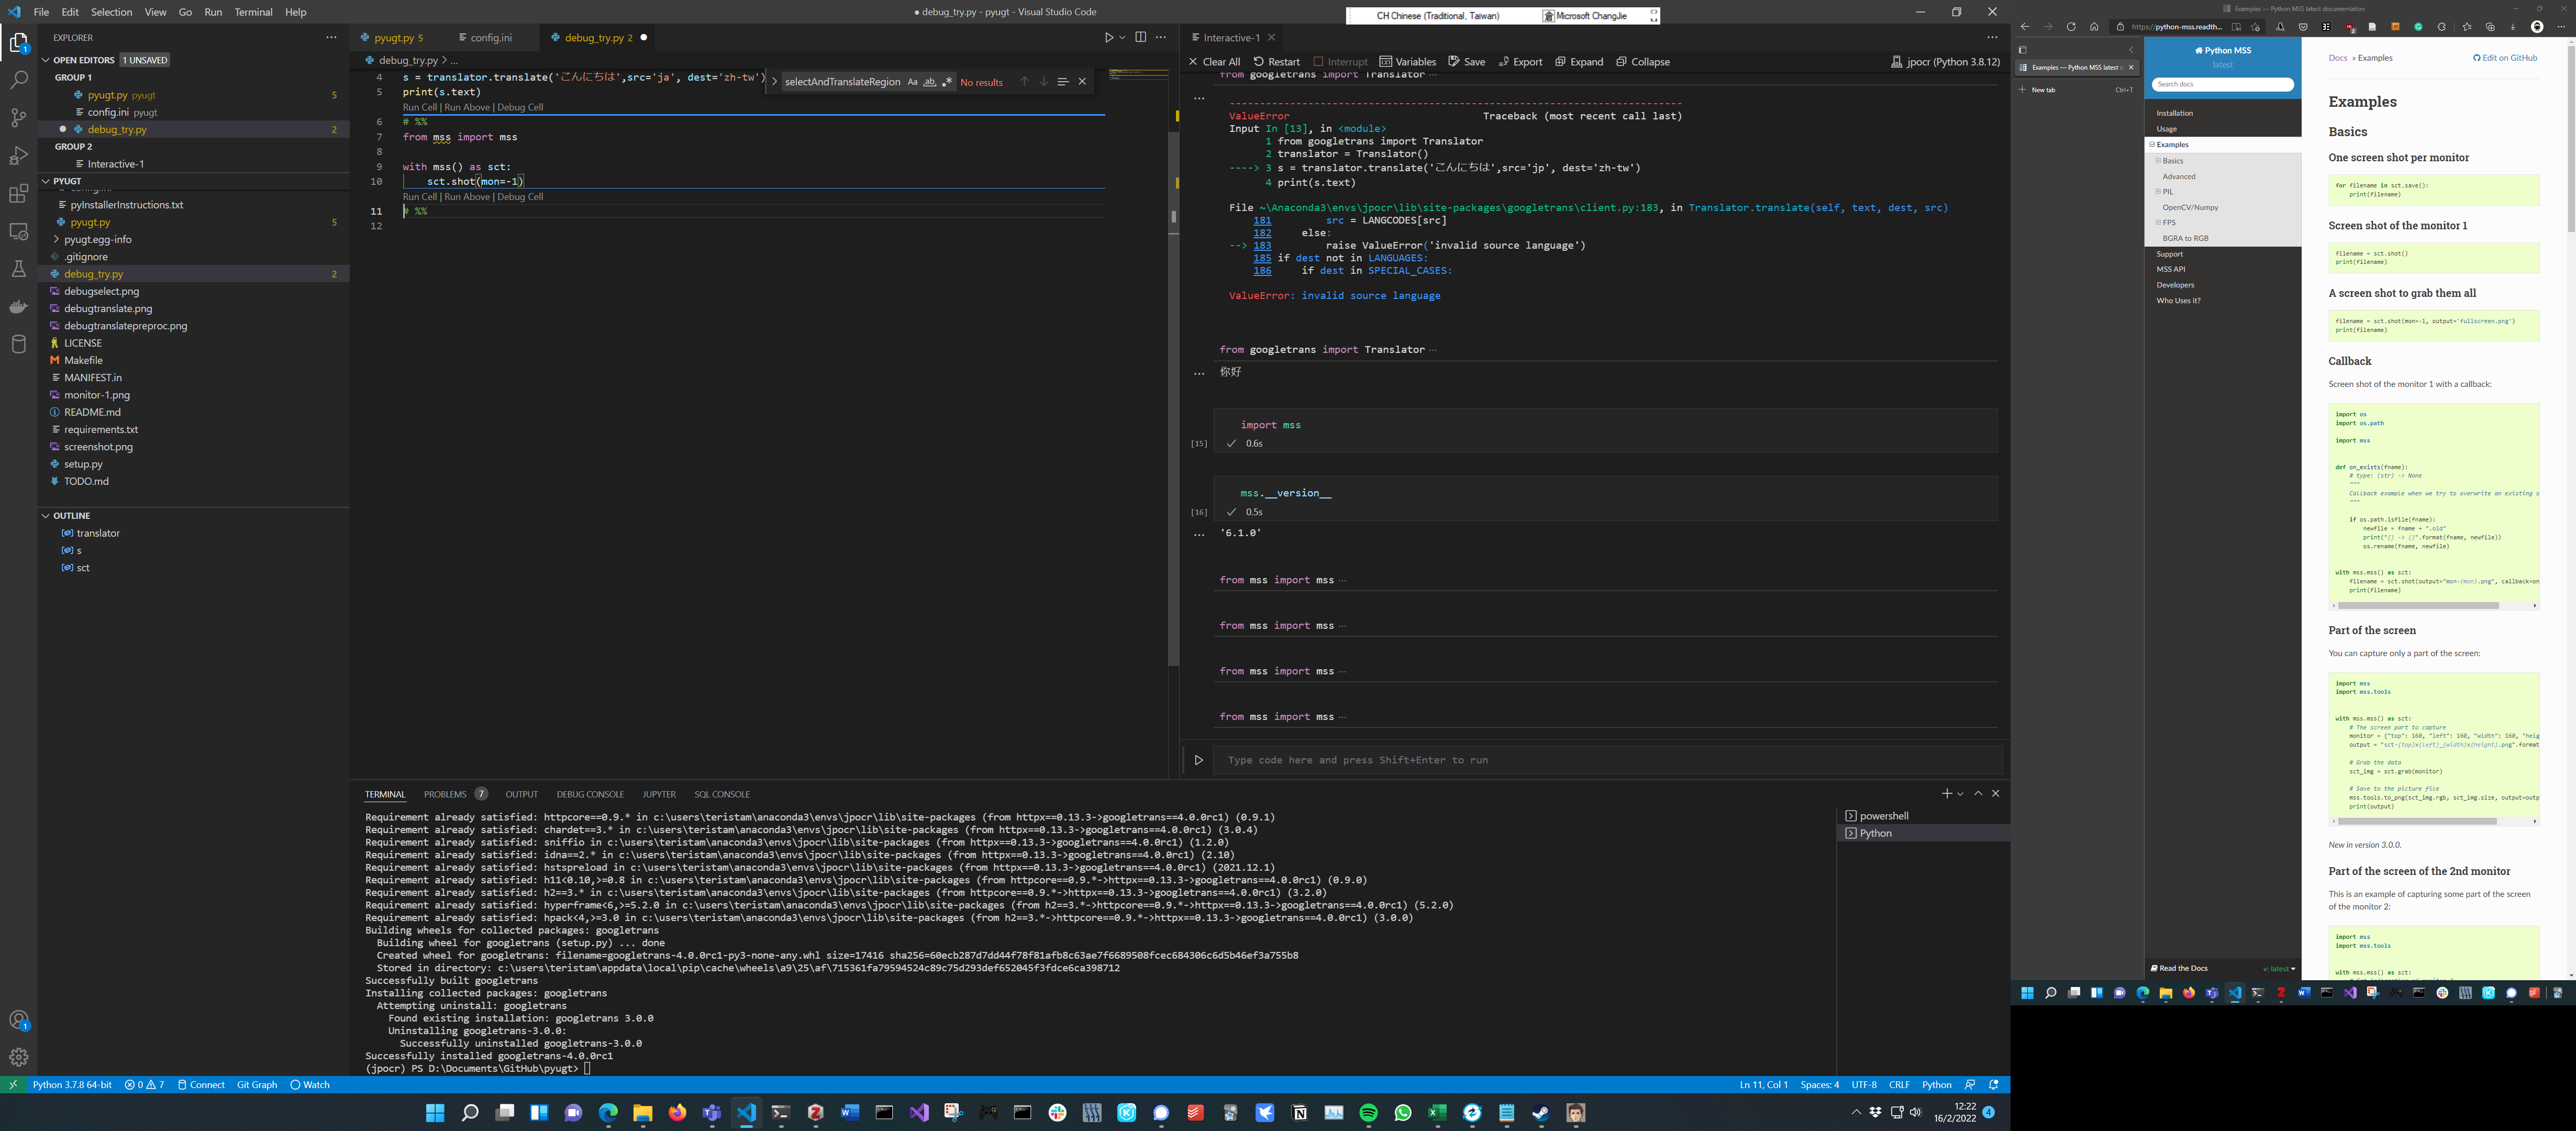 File Edit Selection View Go Run Terminal Help
● debug_try.py - pyugt - Visual Studio Code
CH Chinese (Traditional, Taiwan) 倉 Microsoft ChangJie
EXPLORER
OPEN EDITORS 1 UNSAVED
GROUP 1
pyugt.py pyugt 5
config.ini pyugt
debug_try.py 2
GROUP 2
Interactive-1
PYUGT
pyInstallerInstructions.txt
pyugt.py 5
pyugt.egg-info
.gitignore
debug_try.py 2
debugselect.png
debugtranslate.png
debugtranslatepreproc.png
LICENSE
Makefile
MANIFEST.in
monitor-1.png
README.md
requirements.txt
screenshot.png
setup.py
TODO.md
OUTLINE
translator
s
sct
pyugt.py 5 config.ini debug_try.py 2
debug_try.py > ...
4 s = translator.translate('こんにちは',src='ja', dest='zh-tw')
selectAndTranslateRegion Aa ab No results
5 print(s.text)
Run Cell | Run Above | Debug Cell
6 # %%
7 from mss import mss
8
9 with mss() as sct:
10 sct.shot(mon=-1)
Run Cell | Run Above | Debug Cell
11 # %%
12
Interactive-1
Clear All Restart Interrupt Variables Save Export Expand Collapse jpocr (Python 3.8.12)
from googletrans import Translator ...
---------------------------------------------------------------------------
ValueError Traceback (most recent call last)
Input In [13], in <module>
1 from googletrans import Translator
2 translator = Translator()
----> 3 s = translator.translate('こんにちは',src='jp', dest='zh-tw')
4 print(s.text)
File ~\Anaconda3\envs\jpocr\lib\site-packages\googletrans\client.py:183, in Translator.translate(self, text, dest, src)
181 src = LANGCODES[src]
182 else:
--> 183 raise ValueError('invalid source language')
185 if dest not in LANGUAGES:
186 if dest in SPECIAL_CASES:
ValueError: invalid source language
from googletrans import Translator ...
你好
import mss
[15] 0.6s
mss.__version__
[16] 0.5s
'6.1.0'
from mss import mss ...
from mss import mss ...
from mss import mss ...
from mss import mss ...
Type code here and press Shift+Enter to run
TERMINAL PROBLEMS 7 OUTPUT DEBUG CONSOLE JUPYTER SQL CONSOLE
Requirement already satisfied: httpcore==0.9.* in c:\users\teristam\anaconda3\envs\jpocr\lib\site-packages (from httpx==0.13.3->googletrans==4.0.0rc1) (0.9.1)
Requirement already satisfied: chardet==3.* in c:\users\teristam\anaconda3\envs\jpocr\lib\site-packages (from httpx==0.13.3->googletrans==4.0.0rc1) (3.0.4)
Requirement already satisfied: sniffio in c:\users\teristam\anaconda3\envs\jpocr\lib\site-packages (from httpx==0.13.3->googletrans==4.0.0rc1) (1.2.0)
Requirement already satisfied: idna==2.* in c:\users\teristam\anaconda3\envs\jpocr\lib\site-packages (from httpx==0.13.3->googletrans==4.0.0rc1) (2.10)
Requirement already satisfied: hstspreload in c:\users\teristam\anaconda3\envs\jpocr\lib\site-packages (from httpx==0.13.3->googletrans==4.0.0rc1) (2021.12.1)
Requirement already satisfied: h11<0.10,>=0.8 in c:\users\teristam\anaconda3\envs\jpocr\lib\site-packages (from httpcore==0.9.*->httpx==0.13.3->googletrans==4.0.0rc1) (0.9.0)
Requirement already satisfied: h2==3.* in c:\users\teristam\anaconda3\envs\jpocr\lib\site-packages (from httpcore==0.9.*->httpx==0.13.3->googletrans==4.0.0rc1) (3.2.0)
Requirement already satisfied: hyperframe<6,>=5.2.0 in c:\users\teristam\anaconda3\envs\jpocr\lib\site-packages (from h2==3.*->httpcore==0.9.*->httpx==0.13.3->googletrans==4.0.0rc1) (5.2.0)
Requirement already satisfied: hpack<4,>=3.0 in c:\users\teristam\anaconda3\envs\jpocr\lib\site-packages (from h2==3.*->httpcore==0.9.*->httpx==0.13.3->googletrans==4.0.0rc1) (3.0.0)
Building wheels for collected packages: googletrans
Building wheel for googletrans (setup.py) ... done
Created wheel for googletrans: filename=googletrans-4.0.0rc1-py3-none-any.whl size=17416 sha256=60ecb287d7dd44f78f81afb8c63ae7f6689508fcec684306c6d5b46ef3a755b8
Stored in directory: c:\users\teristam\appdata\local\pip\cache\wheels\a9\25\af\715361fa79594524c89c75d293def652045f3fdce6ca398712
Successfully built googletrans
Installing collected packages: googletrans
Attempting uninstall: googletrans
Found existing installation: googletrans 3.0.0
Uninstalling googletrans-3.0.0:
Successfully uninstalled googletrans-3.0.0
Successfully installed googletrans-4.0.0rc1
(jpocr) PS D:\Documents\GitHub\pyugt>
powershell
Python
Python 3.7.8 64-bit 0 7 Connect Git Graph Watch
Ln 11, Col 1 Spaces: 4 UTF-8 CRLF Python
12:22
16/2/2022 4
Examples — Python MSS latest documentation
https://python-mss.readth...
Examples — Python MSS latest
New tab Ctrl+T
Python MSS
latest
Search docs
Installation
Usage
Examples
Basics
Advanced
PIL
OpenCV/Numpy
FPS
BGRA to RGB
Support
MSS API
Developers
Who Uses it?
Read the Docs v: latest
Docs » Examples Edit on GitHub
Examples
Basics
One screen shot per monitor
for filename in sct.save():
print(filename)
Screen shot of the monitor 1
filename = sct.shot()
print(filename)
A screen shot to grab them all
filename = sct.shot(mon=-1, output='fullscreen.png')
print(filename)
Callback
Screen shot of the monitor 1 with a callback:
import os
import os.path
import mss
def on_exists(fname):
# type: (str) -> None
"""
Callback example when we try to overwrite an existing s
"""
if os.path.isfile(fname):
newfile = fname + ".old"
print("{} -> {}".format(fname, newfile))
os.rename(fname, newfile)
with mss.mss() as sct:
filename = sct.shot(output="mon-{mon}.png", callback=on
print(filename)
Part of the screen
You can capture only a part of the screen:
import mss
import mss.tools
with mss.mss() as sct:
# The screen part to capture
monitor = {"top": 160, "left": 160, "width": 160, "heig
output = "sct-{top}x{left}_{width}x{height}.png".format
# Grab the data
sct_img = sct.grab(monitor)
# Save to the picture file
mss.tools.to_png(sct_img.rgb, sct_img.size, output=outp
print(output)
New in version 3.0.0.
Part of the screen of the 2nd monitor
This is an example of capturing some part of the screen
of the monitor 2:
import mss
import mss.tools
with mss.mss() as sct: